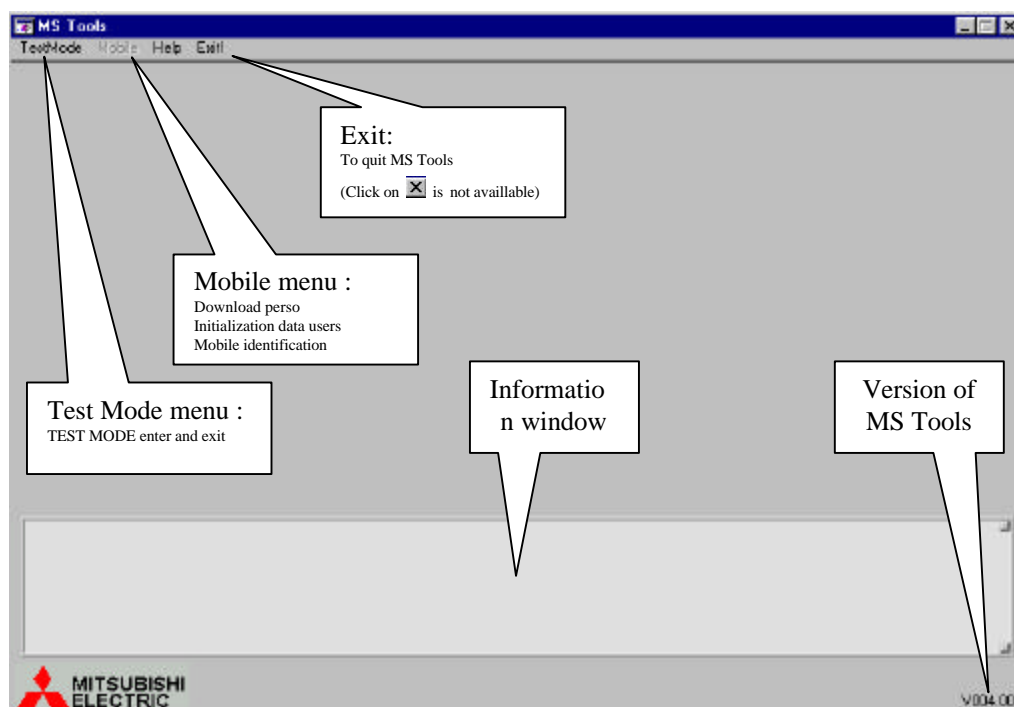 MS Tools
TestMode Mobile Help Exit!
Exit:
To quit MS Tools
(Click on X is not availlable)
Mobile menu :
Download perso
Initialization data users
Mobile identification
Test Mode menu :
TEST MODE enter and exit
Informatio
n window
Version of
MS Tools
MITSUBISHI
ELECTRIC
V004.00